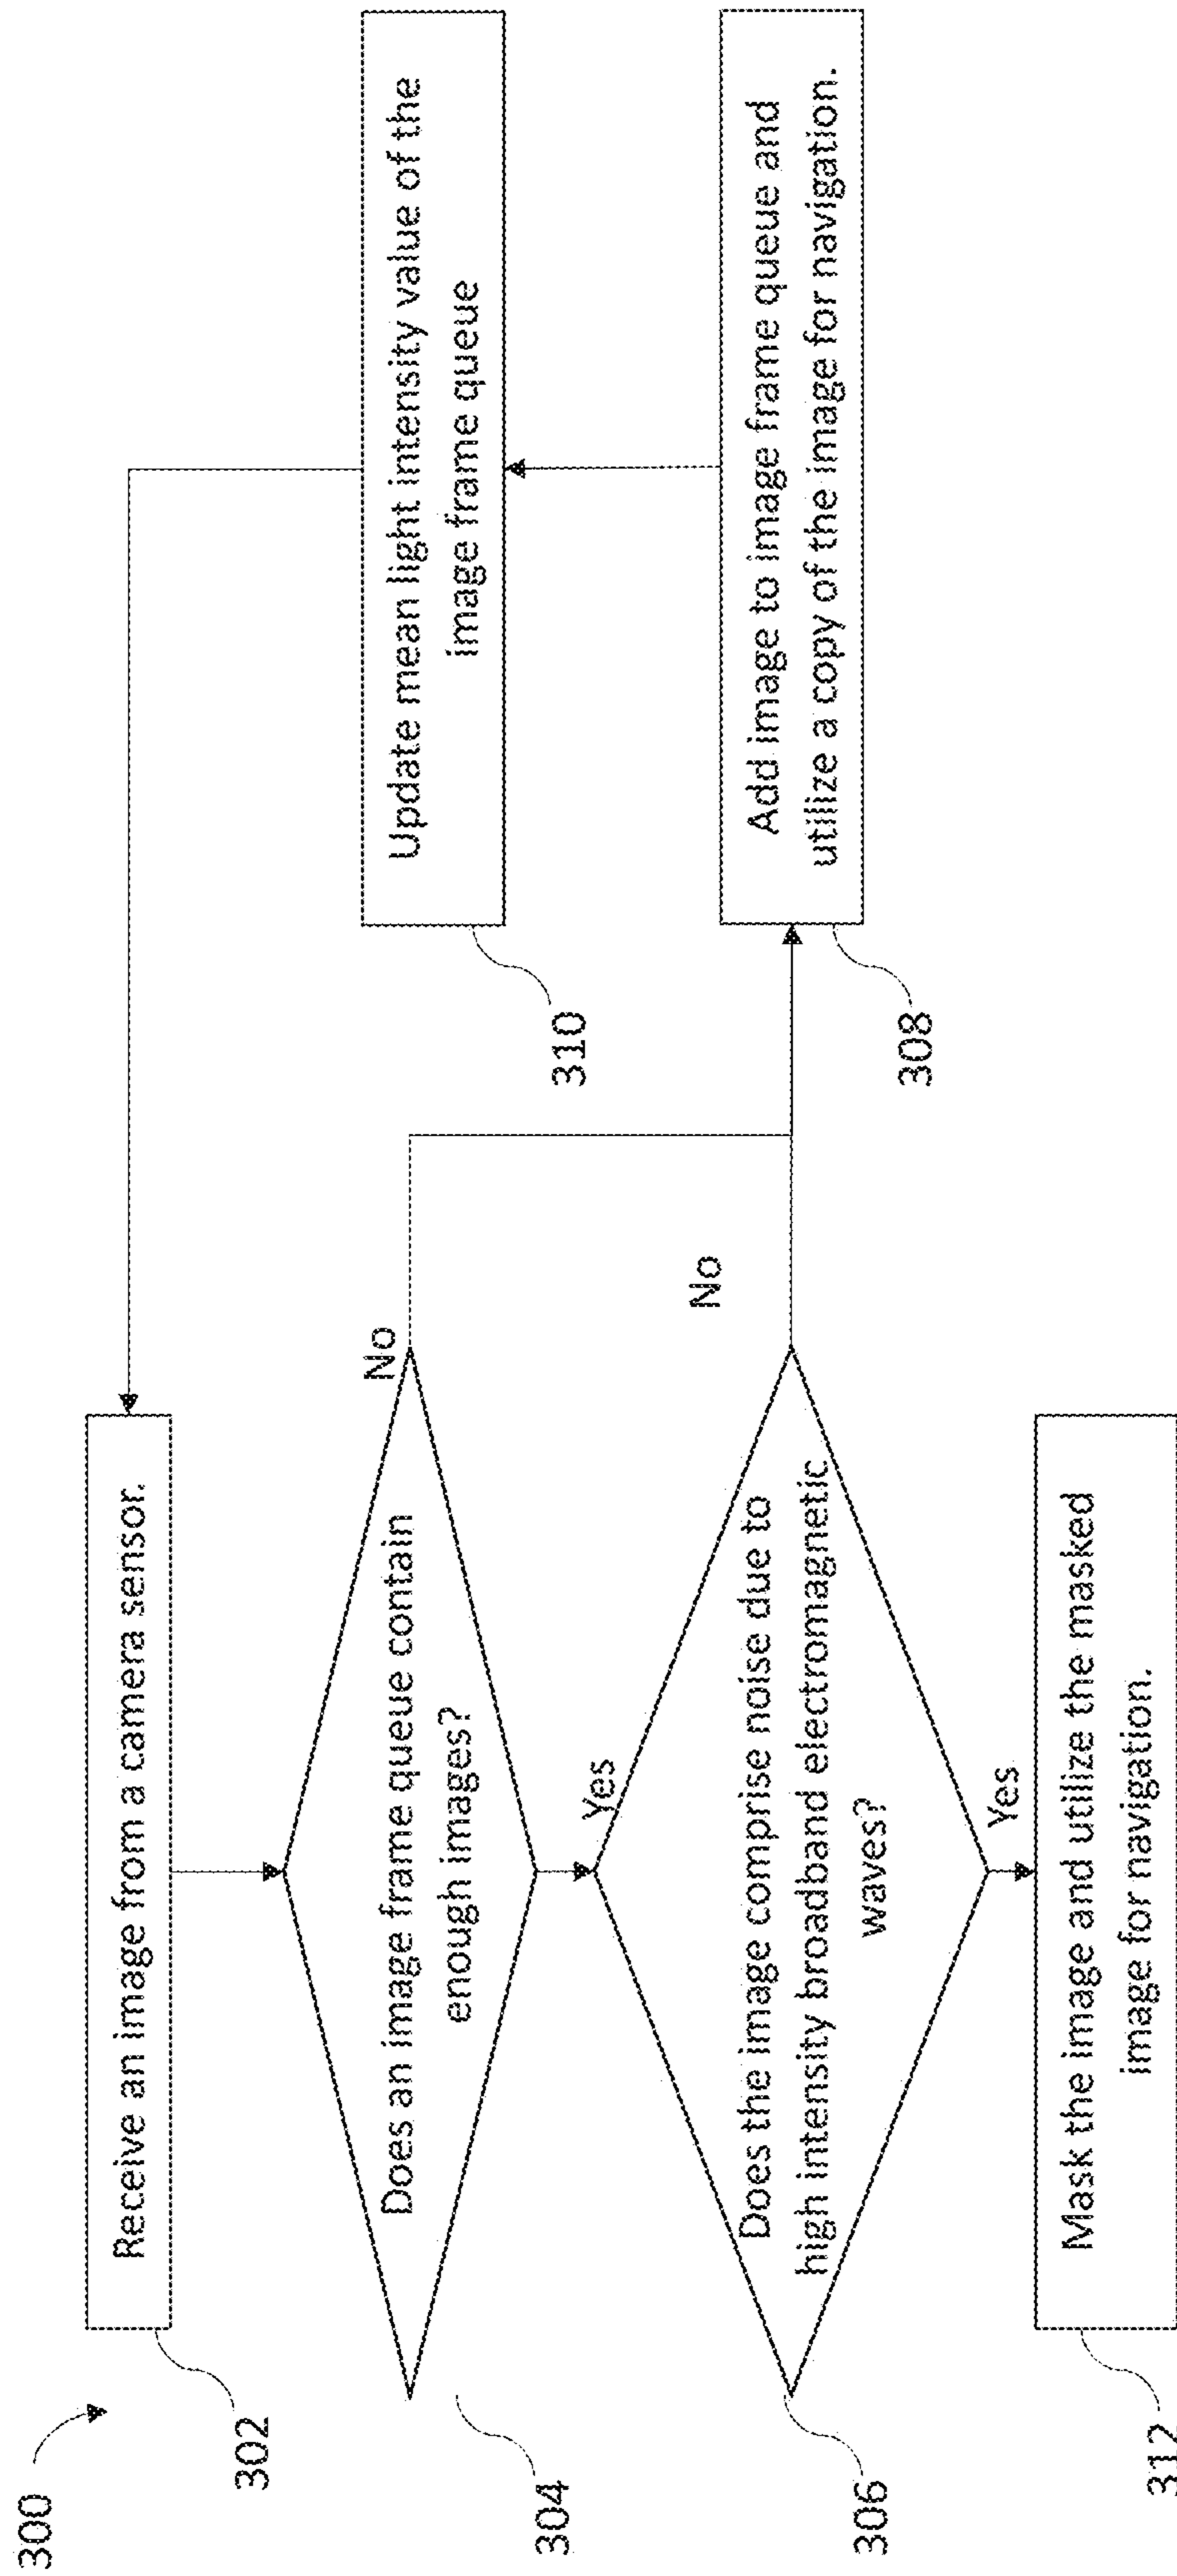 300
302
Receive an image from a camera sensor.
304
Does an image frame queue contain
enough images?
No
Yes
306
Does the image comprise noise due to
high intensity broadband electromagnetic
waves?
No
Yes
312
Mask the image and utilize the masked
image for navigation.
310
Update mean light intensity value of the
image frame queue
308
Add image to image frame queue and
utilize a copy of the image for navigation.